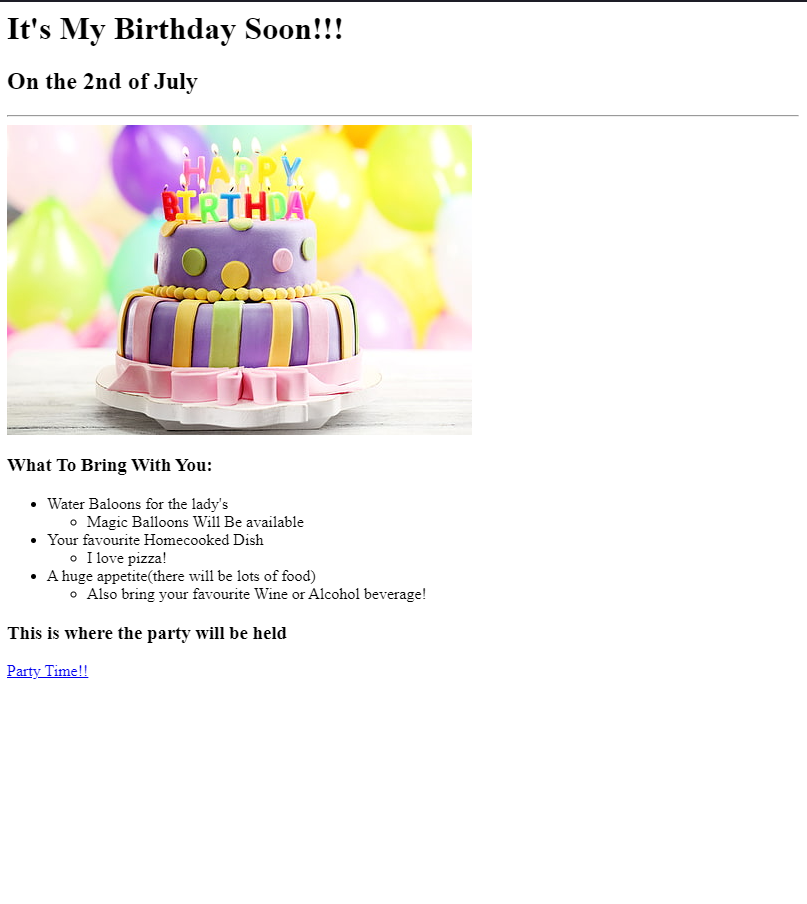 It's My Birthday Soon!!!
On the 2nd of July
HAPPY
BIRTHDAY
What To Bring With You:
Water Baloons for the lady's
Magic Balloons Will Be available
Your favourite Homecooked Dish
I love pizza!
A huge appetite(there will be lots of food)
Also bring your favourite Wine or Alcohol beverage!
This is where the party will be held
Party Time!!